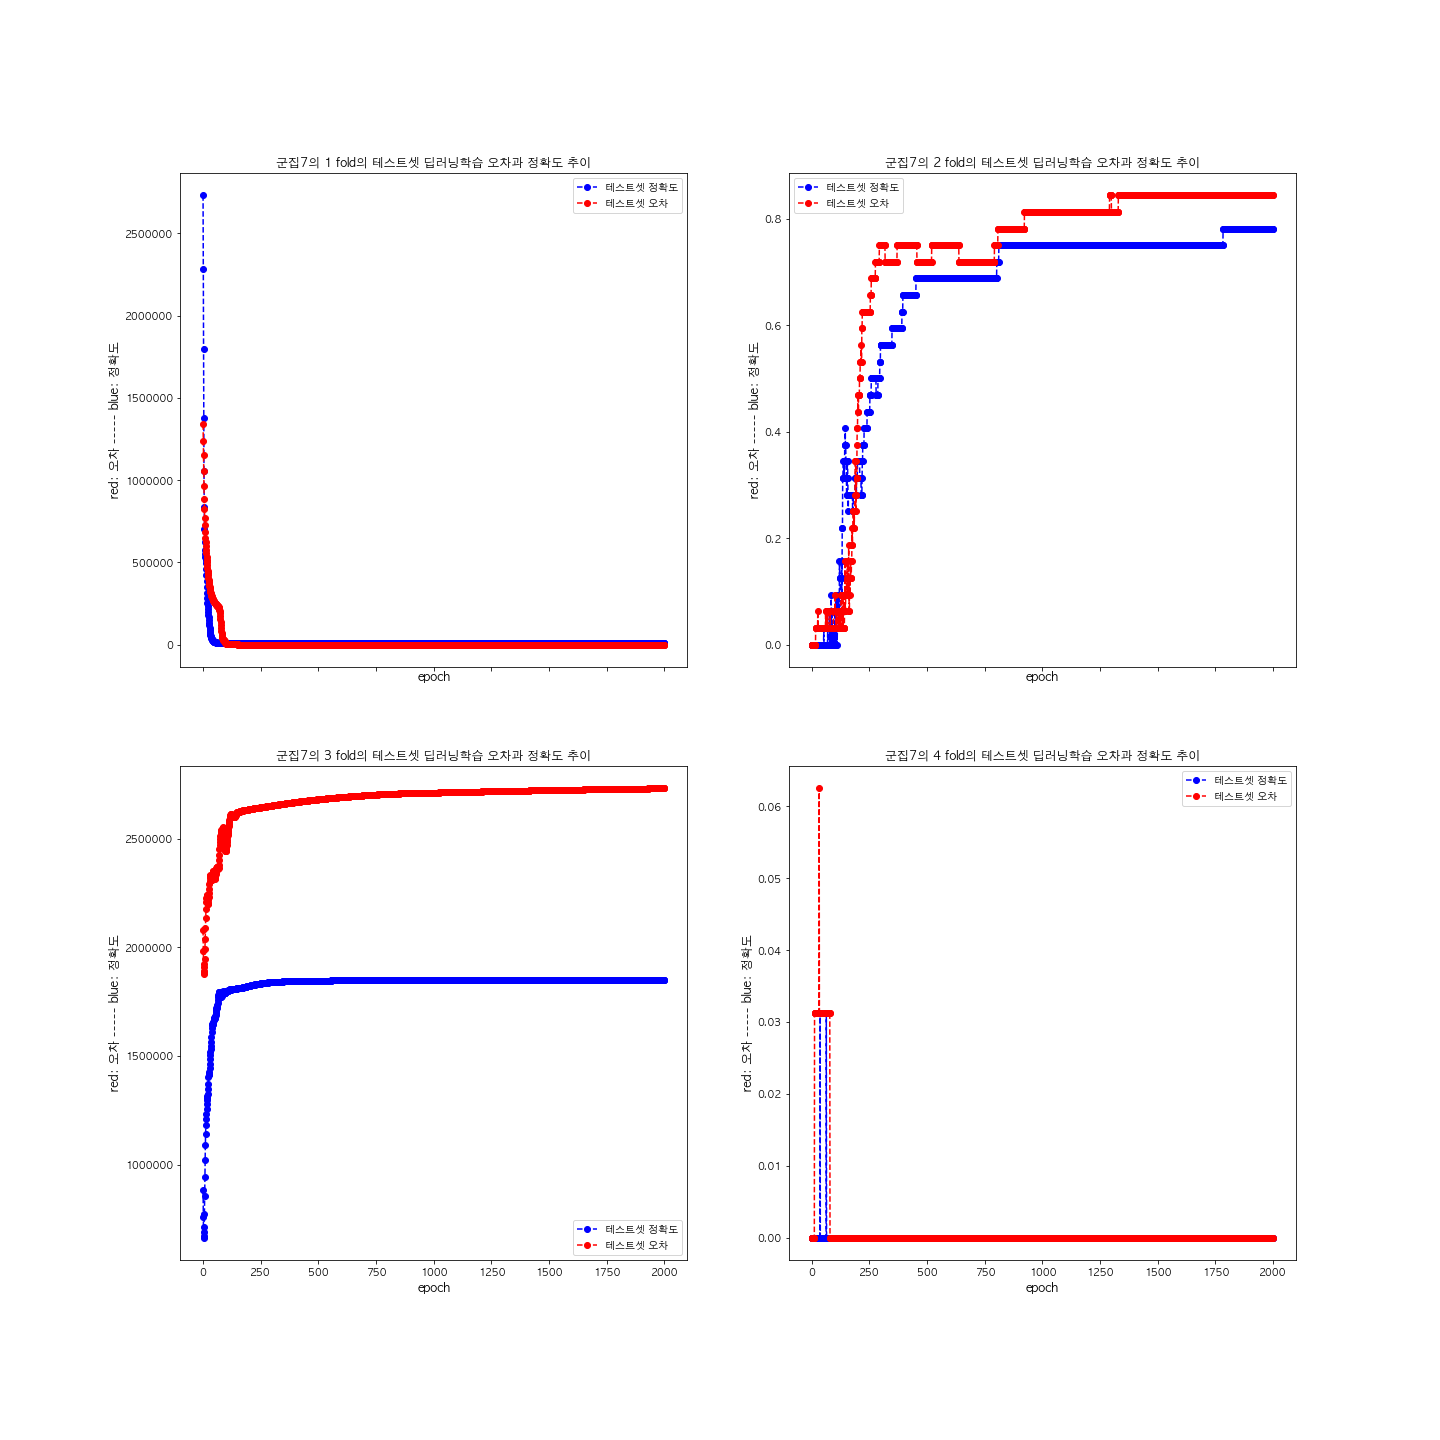 군집7의 1 fold의 테스트셋 딥러닝학습 오차과 정확도 추이
테스트셋 정확도
테스트셋 오차
2500000
2000000
1500000
1000000
500000
0
red: 오차 ----- blue: 정확도
epoch
군집7의 2 fold의 테스트셋 딥러닝학습 오차과 정확도 추이
테스트셋 정확도
테스트셋 오차
0.8
0.6
0.4
0.2
0.0
red: 오차 ----- blue: 정확도
epoch
군집7의 3 fold의 테스트셋 딥러닝학습 오차과 정확도 추이
2500000
2000000
1500000
1000000
red: 오차 ----- blue: 정확도
테스트셋 정확도
테스트셋 오차
0 250 500 750 1000 1250 1500 1750 2000
epoch
군집7의 4 fold의 테스트셋 딥러닝학습 오차과 정확도 추이
테스트셋 정확도
테스트셋 오차
0.06
0.05
0.04
0.03
0.02
0.01
0.00
red: 오차 ----- blue: 정확도
0 250 500 750 1000 1250 1500 1750 2000
epoch